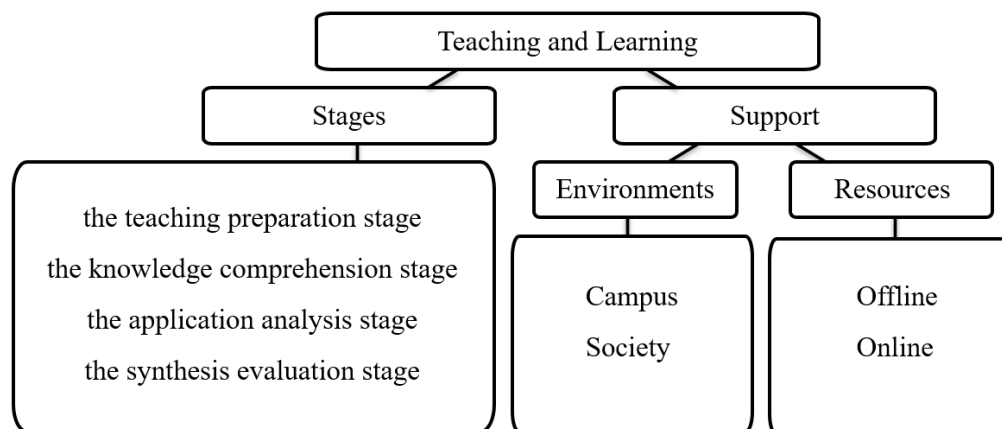 Teaching and Learning
Stages
Support
the teaching preparation stage
the knowledge comprehension stage
the application analysis stage
the synthesis evaluation stage
Environments
Resources
Campus
Society
Offline
Online